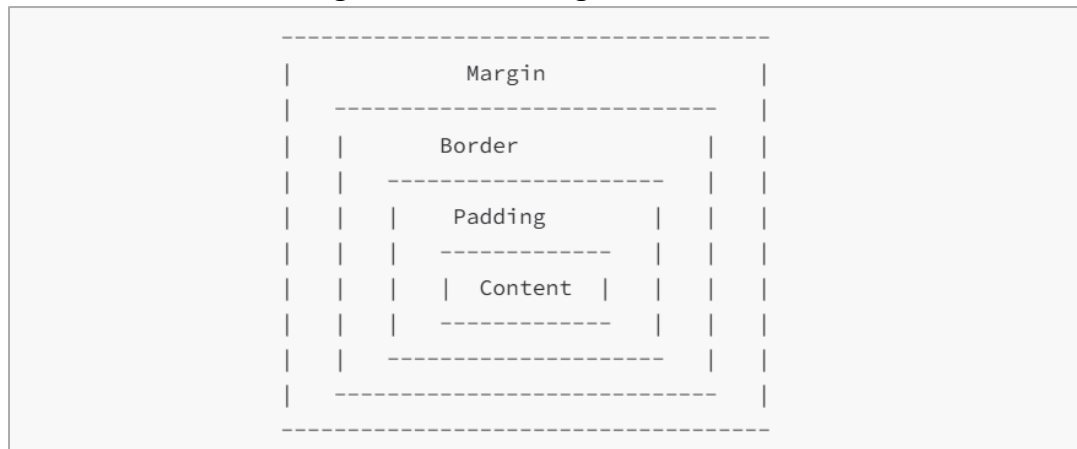 -------------------------------------
|             Margin                |
|   -----------------------------   |
|   |       Border              |   |
|   |   ---------------------   |   |
|   |   |    Padding        |   |   |
|   |   |   -------------   |   |   |
|   |   |   |  Content  |   |   |   |
|   |   |   -------------   |   |   |
|   |   ---------------------   |   |
|   -----------------------------   |
-------------------------------------